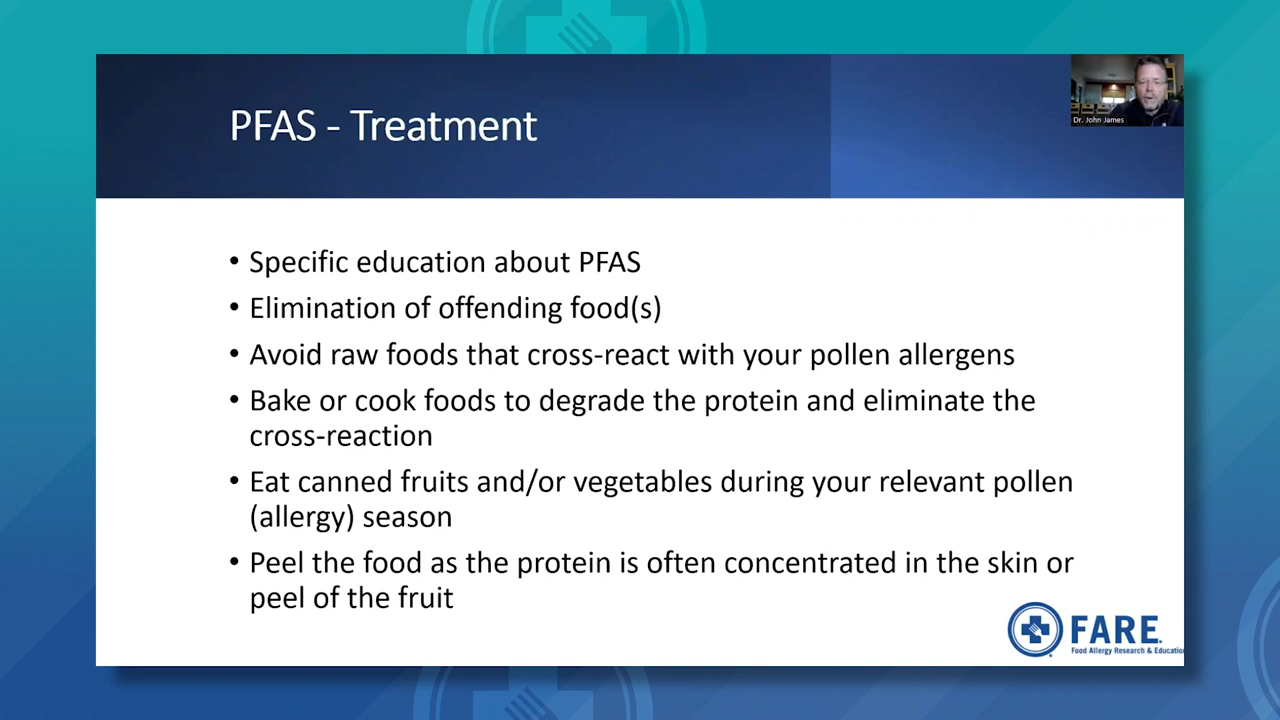 PFAS - Treatment
Dr. John James
• Specific education about PFAS
• Elimination of offending food(s)
• Avoid raw foods that cross-react with your pollen allergens
• Bake or cook foods to degrade the protein and eliminate the
cross-reaction
• Eat canned fruits and/or vegetables during your relevant pollen
(allergy) season
• Peel the food as the protein is often concentrated in the skin or
peel of the fruit
FARE
Food Allergy Research & Educatio